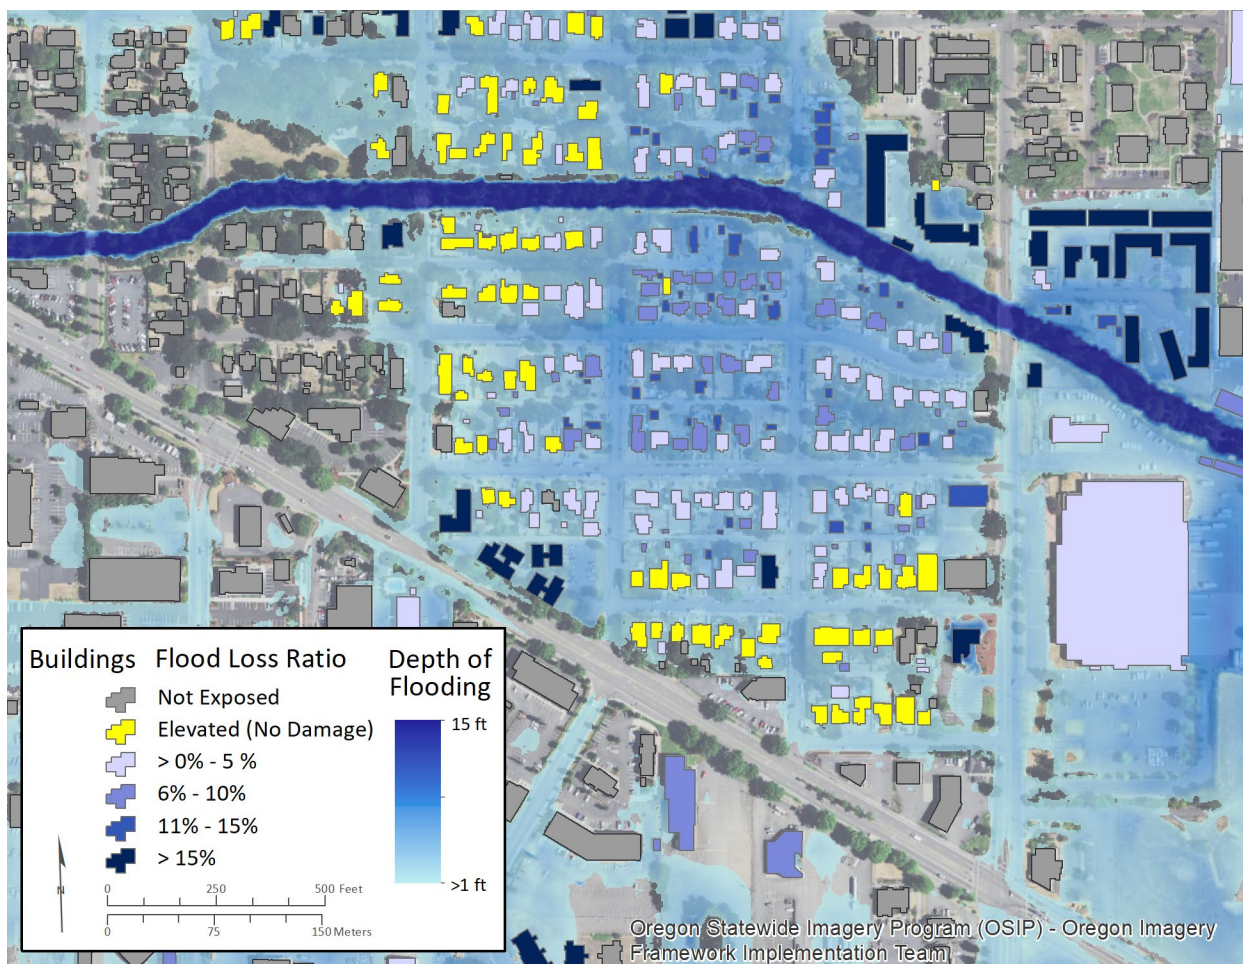 Buildings Flood Loss Ratio
Not Exposed
Elevated (No Damage)
> 0% - 5 %
6% - 10%
11% - 15%
> 15%
Depth of
Flooding
15 ft
>1 ft
N
0 250 500 Feet
0 75 150 Meters
Oregon Statewide Imagery Program (OSIP) - Oregon Imagery
Framework Implementation Team